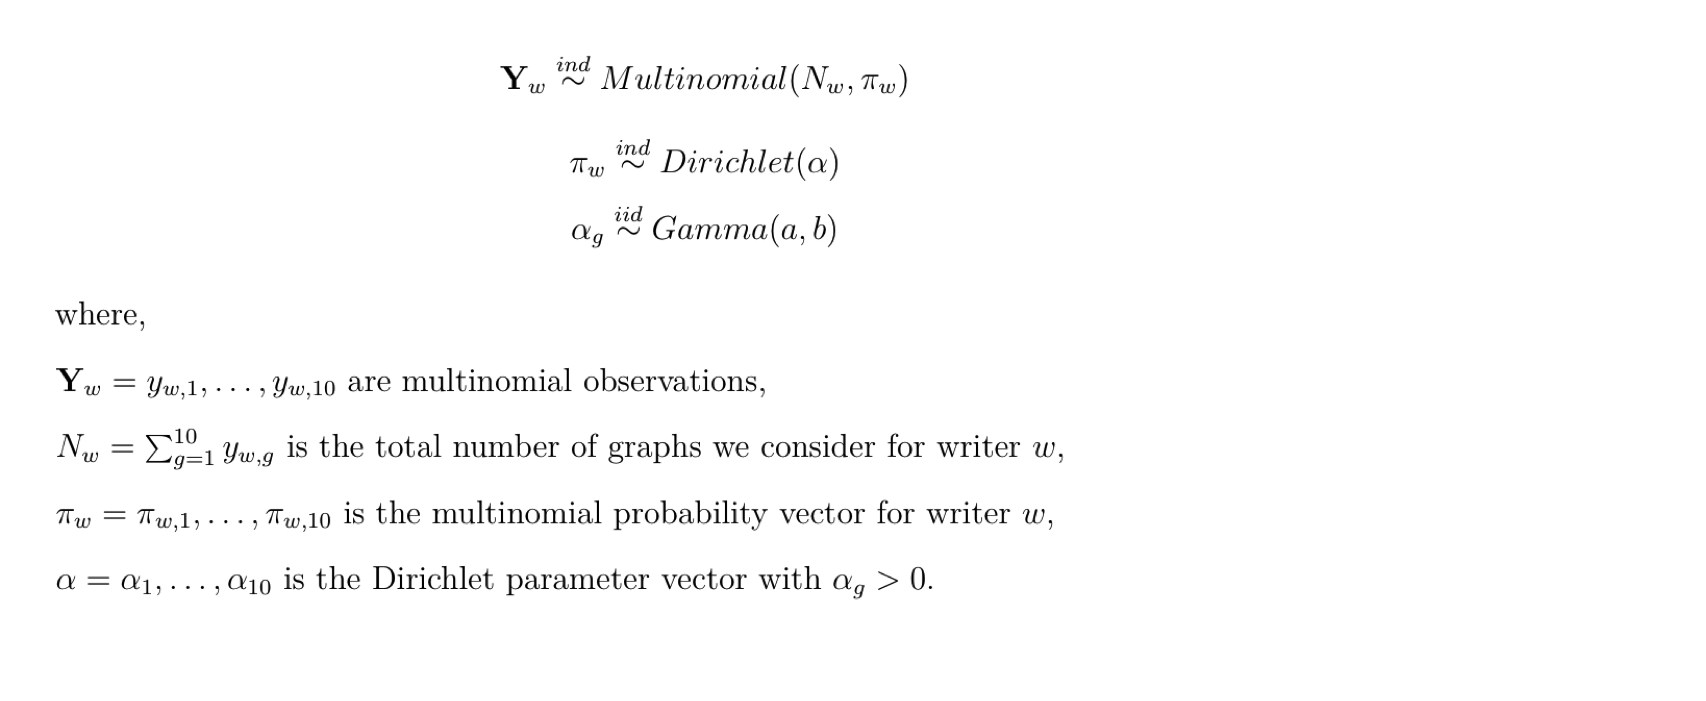 $\mathbf{Y}_w \overset{ind}{\sim} Multinomial(N_w, \pi_w)$
$\pi_w \overset{ind}{\sim} Dirichlet(\alpha)$
$\alpha_g \overset{iid}{\sim} Gamma(a, b)$
where,
$\mathbf{Y}_w = y_{w,1}, \ldots, y_{w,10}$ are multinomial observations,
$N_w = \sum_{g=1}^{10} y_{w,g}$ is the total number of graphs we consider for writer $w$,
$\pi_w = \pi_{w,1}, \ldots, \pi_{w,10}$ is the multinomial probability vector for writer $w$,
$\alpha = \alpha_1, \ldots, \alpha_{10}$ is the Dirichlet parameter vector with $\alpha_g > 0$.